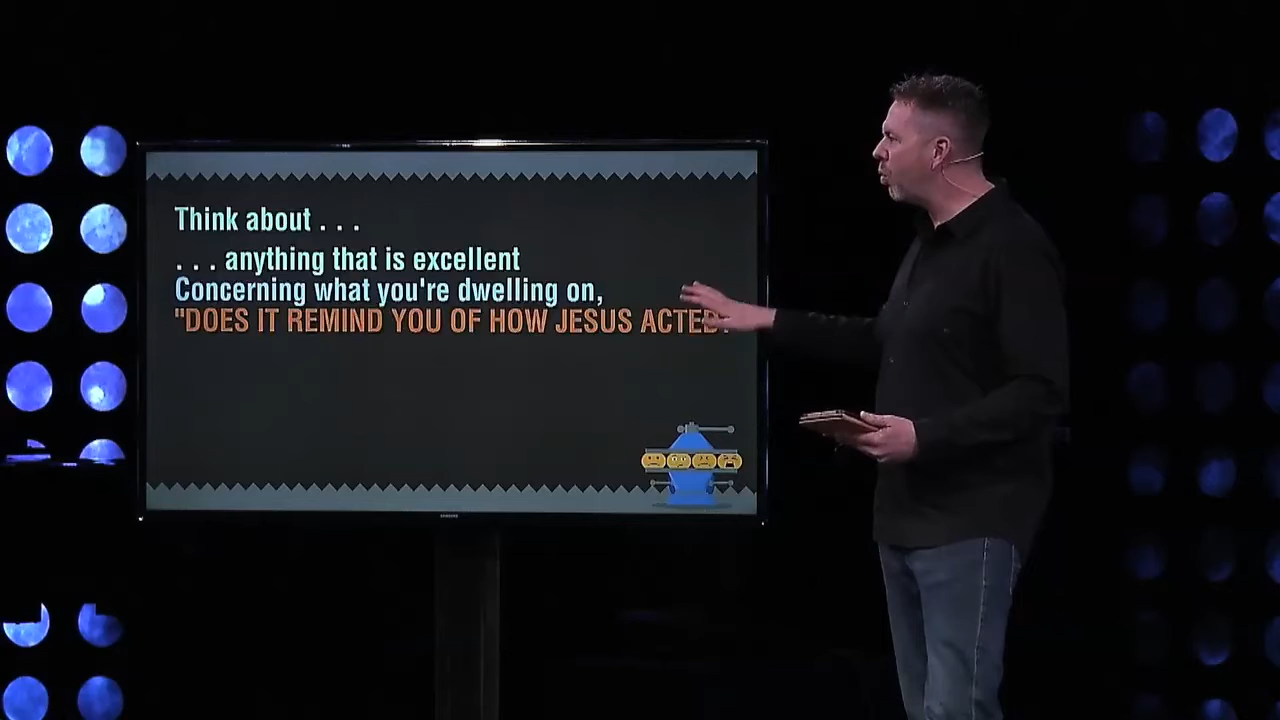 Think about . . .
. . . anything that is excellent
Concerning what you're dwelling on,
"DOES IT REMIND YOU OF HOW JESUS ACTED?
SAMSUNG